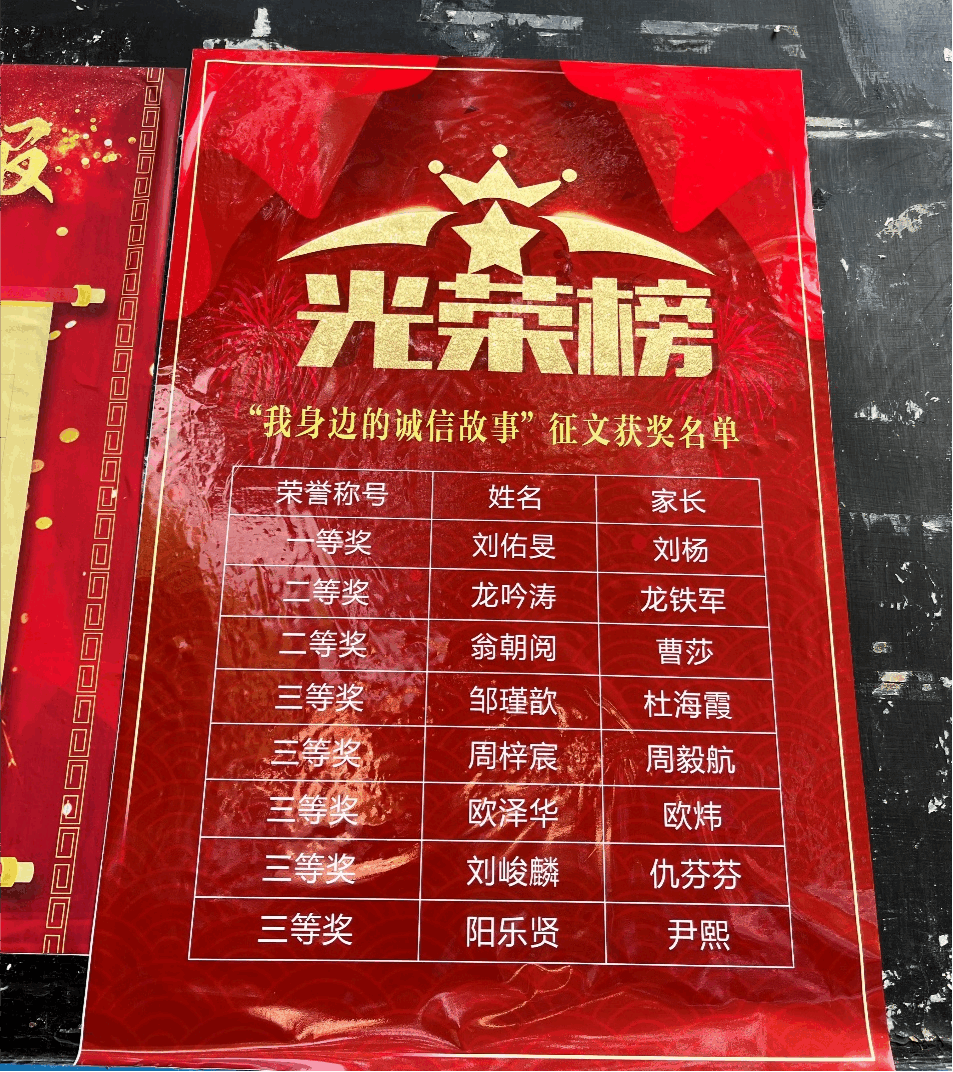 光荣榜
“我身边的诚信故事”征文获奖名单
荣誉称号 姓名 家长
一等奖 刘佑旻 刘杨
二等奖 龙吟涛 龙铁军
二等奖 翁朝阅 曹莎
三等奖 邹瑾歆 杜海霞
三等奖 周梓宸 周毅航
三等奖 欧泽华 欧炜
三等奖 刘峻麟 仇芬芬
三等奖 阳乐贤 尹熙